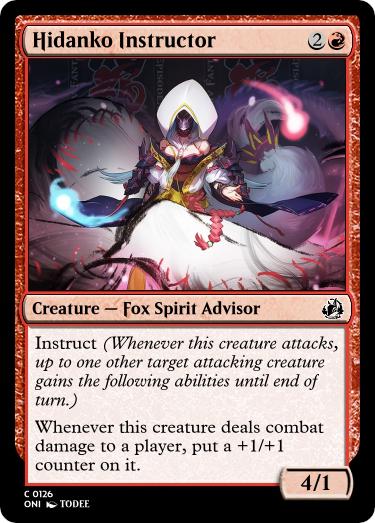 Hidanko Instructor 2
Creature — Fox Spirit Advisor
Instruct (Whenever this creature attacks,
up to one other target attacking creature
gains the following abilities until end of
turn.)
Whenever this creature deals combat
damage to a player, put a +1/+1
counter on it.
4/1
C 0126
ONI TODEE